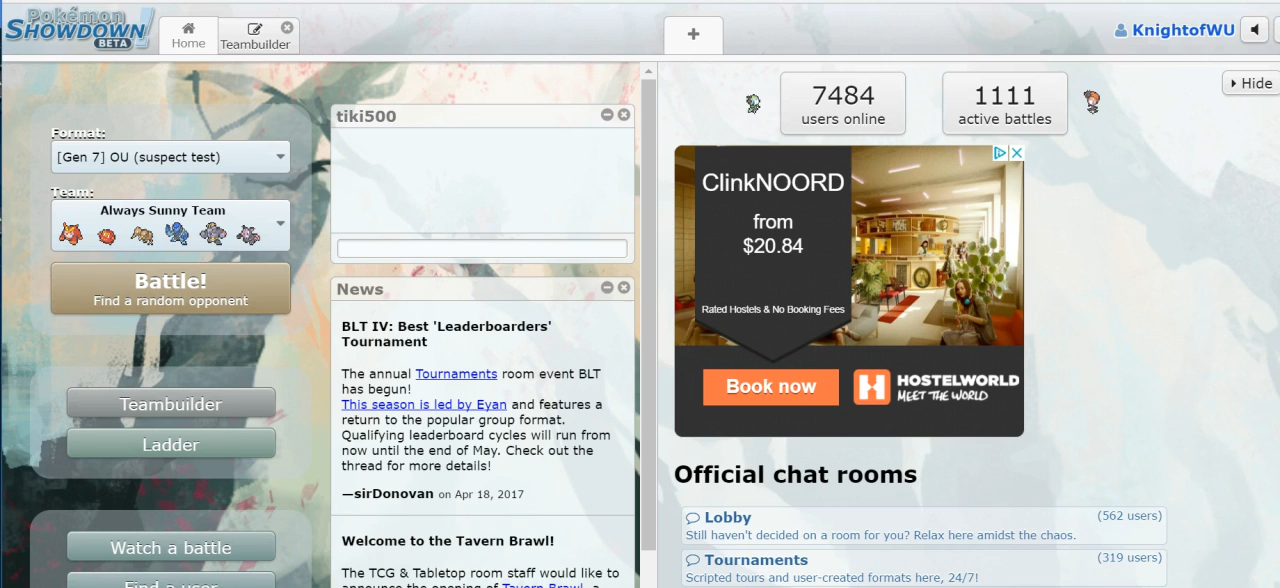 Pokémon
SHOWDOWN!
BETA
Home
Teambuilder
+
KnightofWU
Format:
[Gen 7] OU (suspect test)
Team:
Always Sunny Team
Battle!
Find a random opponent
Teambuilder
Ladder
Watch a battle
Find a user
tiki500
News
BLT IV: Best 'Leaderboarders'
Tournament
The annual Tournaments room event BLT
has begun!
This season is led by Eyan and features a
return to the popular group format.
Qualifying leaderboard cycles will run from
now until the end of May. Check out the
thread for more details!
—sirDonovan on Apr 18, 2017
Welcome to the Tavern Brawl!
The TCG & Tabletop room staff would like to
announce the opening of Tavern Brawl, a
Hide
7484
users online
1111
active battles
ClinkNOORD
from
$20.84
Rated Hostels & No Booking Fees
Book now
H
HOSTELWORLD
MEET THE WORLD
Official chat rooms
Lobby
(562 users)
Still haven't decided on a room for you? Relax here amidst the chaos.
Tournaments
(319 users)
Scripted tours and user-created formats here, 24/7!